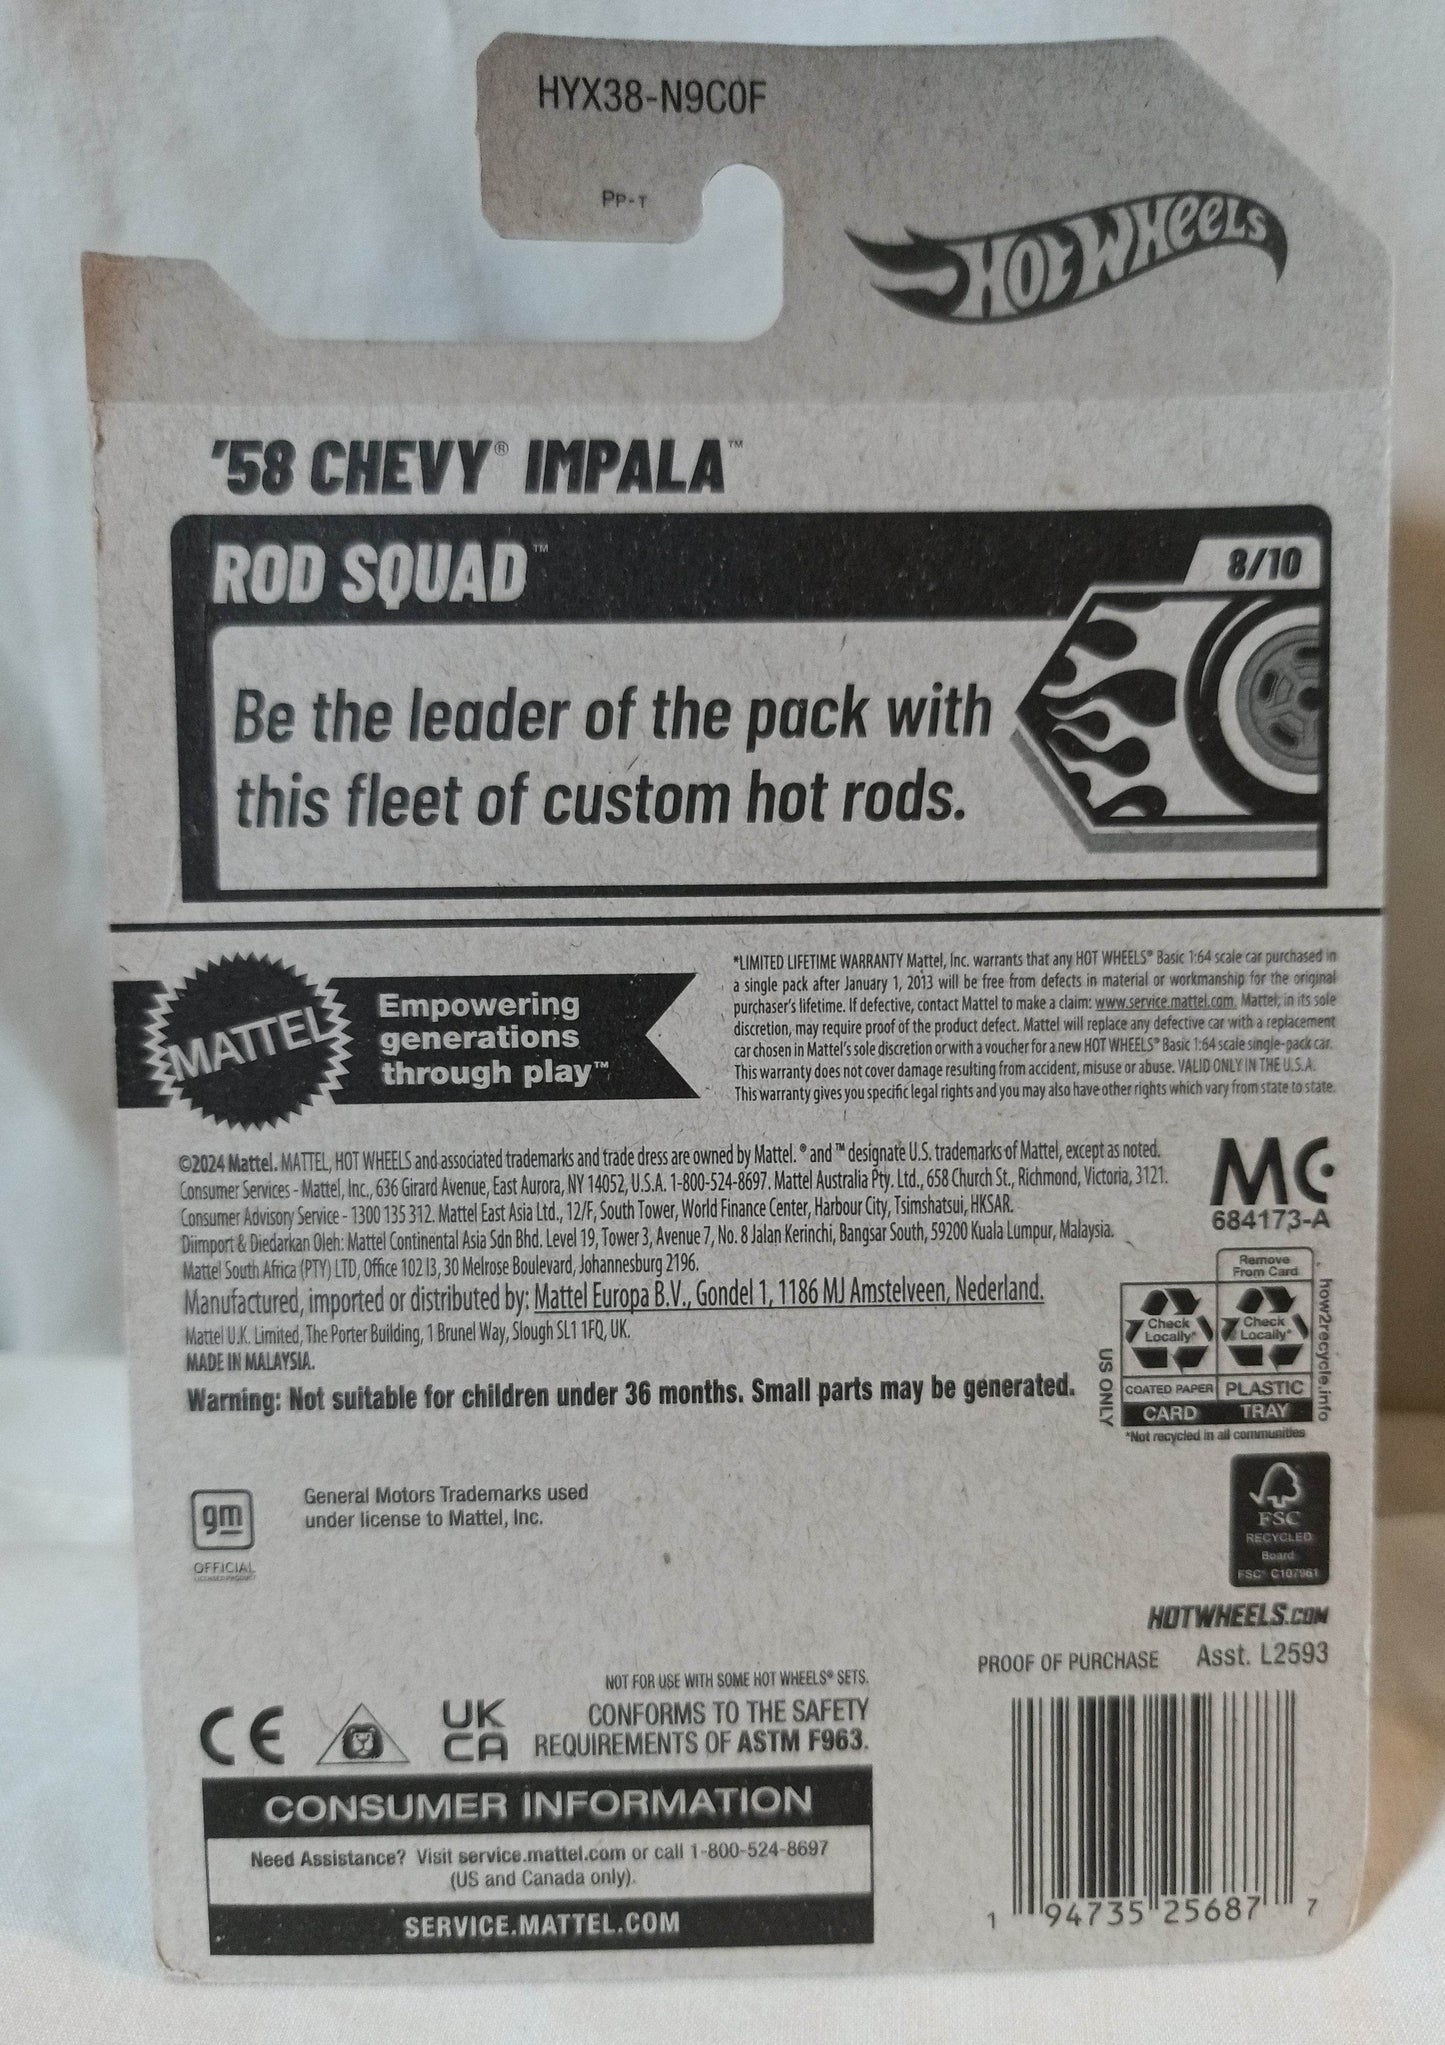 HYX38-N9C0F
PP-T
HOT WHEELS
'58 CHEVY® IMPALA™
ROD SQUAD™
8/10
Be the leader of the pack with
this fleet of custom hot rods.
MATTEL
Empowering
generations
through play™
*LIMITED LIFETIME WARRANTY Mattel, Inc. warrants that any HOT WHEELS® Basic 1:64 scale car purchased in
a single pack after January 1, 2013 will be free from defects in material or workmanship for the original
purchaser's lifetime. If defective, contact Mattel to make a claim: www.service.mattel.com. Mattel, in its sole
discretion, may require proof of the product defect. Mattel will replace any defective car with a replacement
car chosen in Mattel's sole discretion or with a voucher for a new HOT WHEELS® Basic 1:64 scale single-pack car.
This warranty does not cover damage resulting from accident, misuse or abuse. VALID ONLY IN THE U.S.A.
This warranty gives you specific legal rights and you may also have other rights which vary from state to state.
©2024 Mattel. MATTEL, HOT WHEELS and associated trademarks and trade dress are owned by Mattel. ® and ™ designate U.S. trademarks of Mattel, except as noted.
Consumer Services - Mattel, Inc., 636 Girard Avenue, East Aurora, NY 14052, U.S.A. 1-800-524-8697. Mattel Australia Pty. Ltd., 658 Church St., Richmond, Victoria, 3121.
Consumer Advisory Service - 1300 135 312. Mattel East Asia Ltd., 12/F, South Tower, World Finance Center, Harbour City, Tsimshatsui, HKSAR.
Diimport & Diedarkan Oleh: Mattel Continental Asia Sdn Bhd. Level 19, Tower 3, Avenue 7, No. 8 Jalan Kerinchi, Bangsar South, 59200 Kuala Lumpur, Malaysia.
Mattel South Africa (PTY) LTD, Office 102 I3, 30 Melrose Boulevard, Johannesburg 2196.
Manufactured, imported or distributed by: Mattel Europa B.V., Gondel 1, 1186 MJ Amstelveen, Nederland.
Mattel U.K. Limited, The Porter Building, 1 Brunel Way, Slough SL1 1FQ, UK.
MADE IN MALAYSIA.
Warning: Not suitable for children under 36 months. Small parts may be generated.
MC
684173-A
Remove
From Card
Check
Locally*
Check
Locally*
COATED PAPER
PLASTIC
CARD
TRAY
US ONLY
how2recycle.info
*Not recycled in all communities
gm
OFFICIAL
LICENSED PRODUCT
General Motors Trademarks used
under license to Mattel, Inc.
FSC
RECYCLED
Board
FSC® C107961
HOTWHEELS.COM
PROOF OF PURCHASE
Asst. L2593
NOT FOR USE WITH SOME HOT WHEELS® SETS.
CE
UK
CA
CONFORMS TO THE SAFETY
REQUIREMENTS OF ASTM F963.
CONSUMER INFORMATION
Need Assistance? Visit service.mattel.com or call 1-800-524-8697
(US and Canada only).
SERVICE.MATTEL.COM
1 94735 25687 7